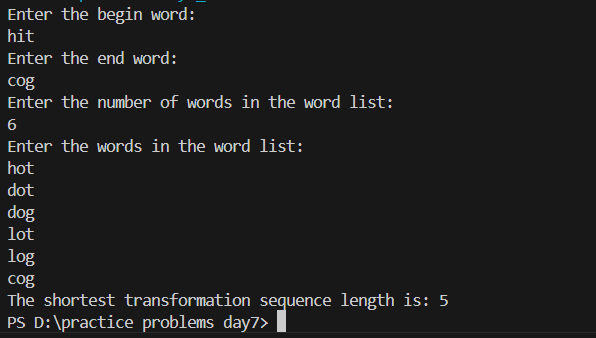 Enter the begin word:
hit
Enter the end word:
cog
Enter the number of words in the word list:
6
Enter the words in the word list:
hot
dot
dog
lot
log
cog
The shortest transformation sequence length is: 5
PS D:\practice problems day7>